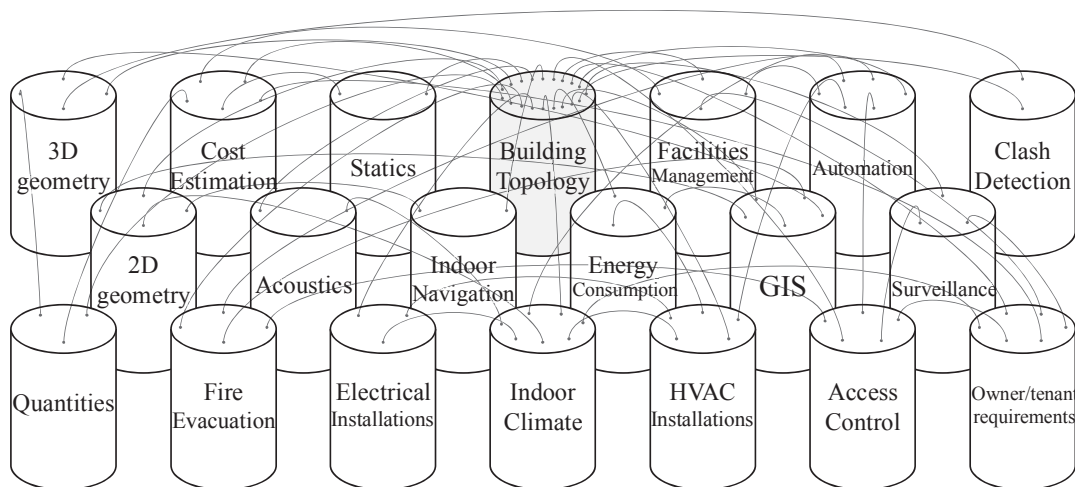 3D
geometry
Cost
Estimation
Statics
Building
Topology
Facilities
Management
Automation
Clash
Detection
2D
geometry
Acoustics
Indoor
Navigation
Energy
Consumption
GIS
Surveillance
Quantities
Fire
Evacuation
Electrical
Installations
Indoor
Climate
HVAC
Installations
Access
Control
Owner/tenant
requirements